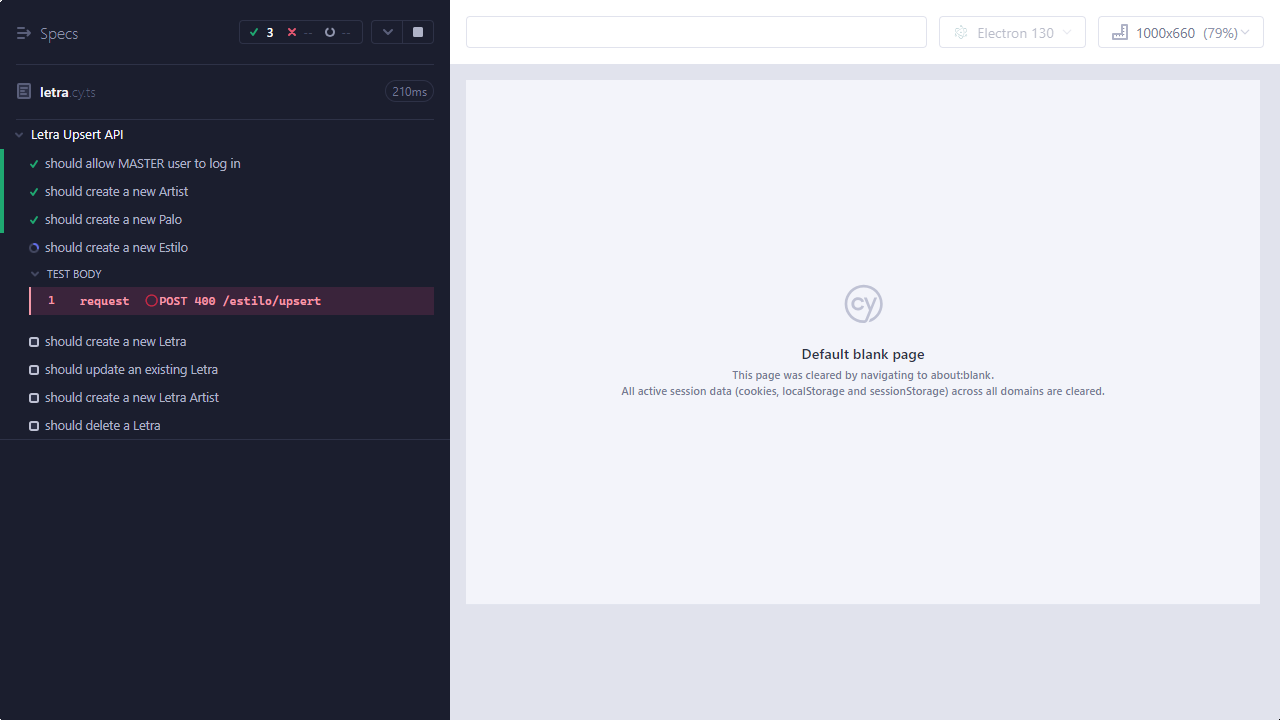 Specs
3 -- --
letra.cy.ts
210ms
Letra Upsert API
should allow MASTER user to log in
should create a new Artist
should create a new Palo
should create a new Estilo
TEST BODY
1 request POST 400 /estilo/upsert
should create a new Letra
should update an existing Letra
should create a new Letra Artist
should delete a Letra
Electron 130
1000x660 (79%)
cy
Default blank page
This page was cleared by navigating to about:blank.
All active session data (cookies, localStorage and sessionStorage) across all domains are cleared.